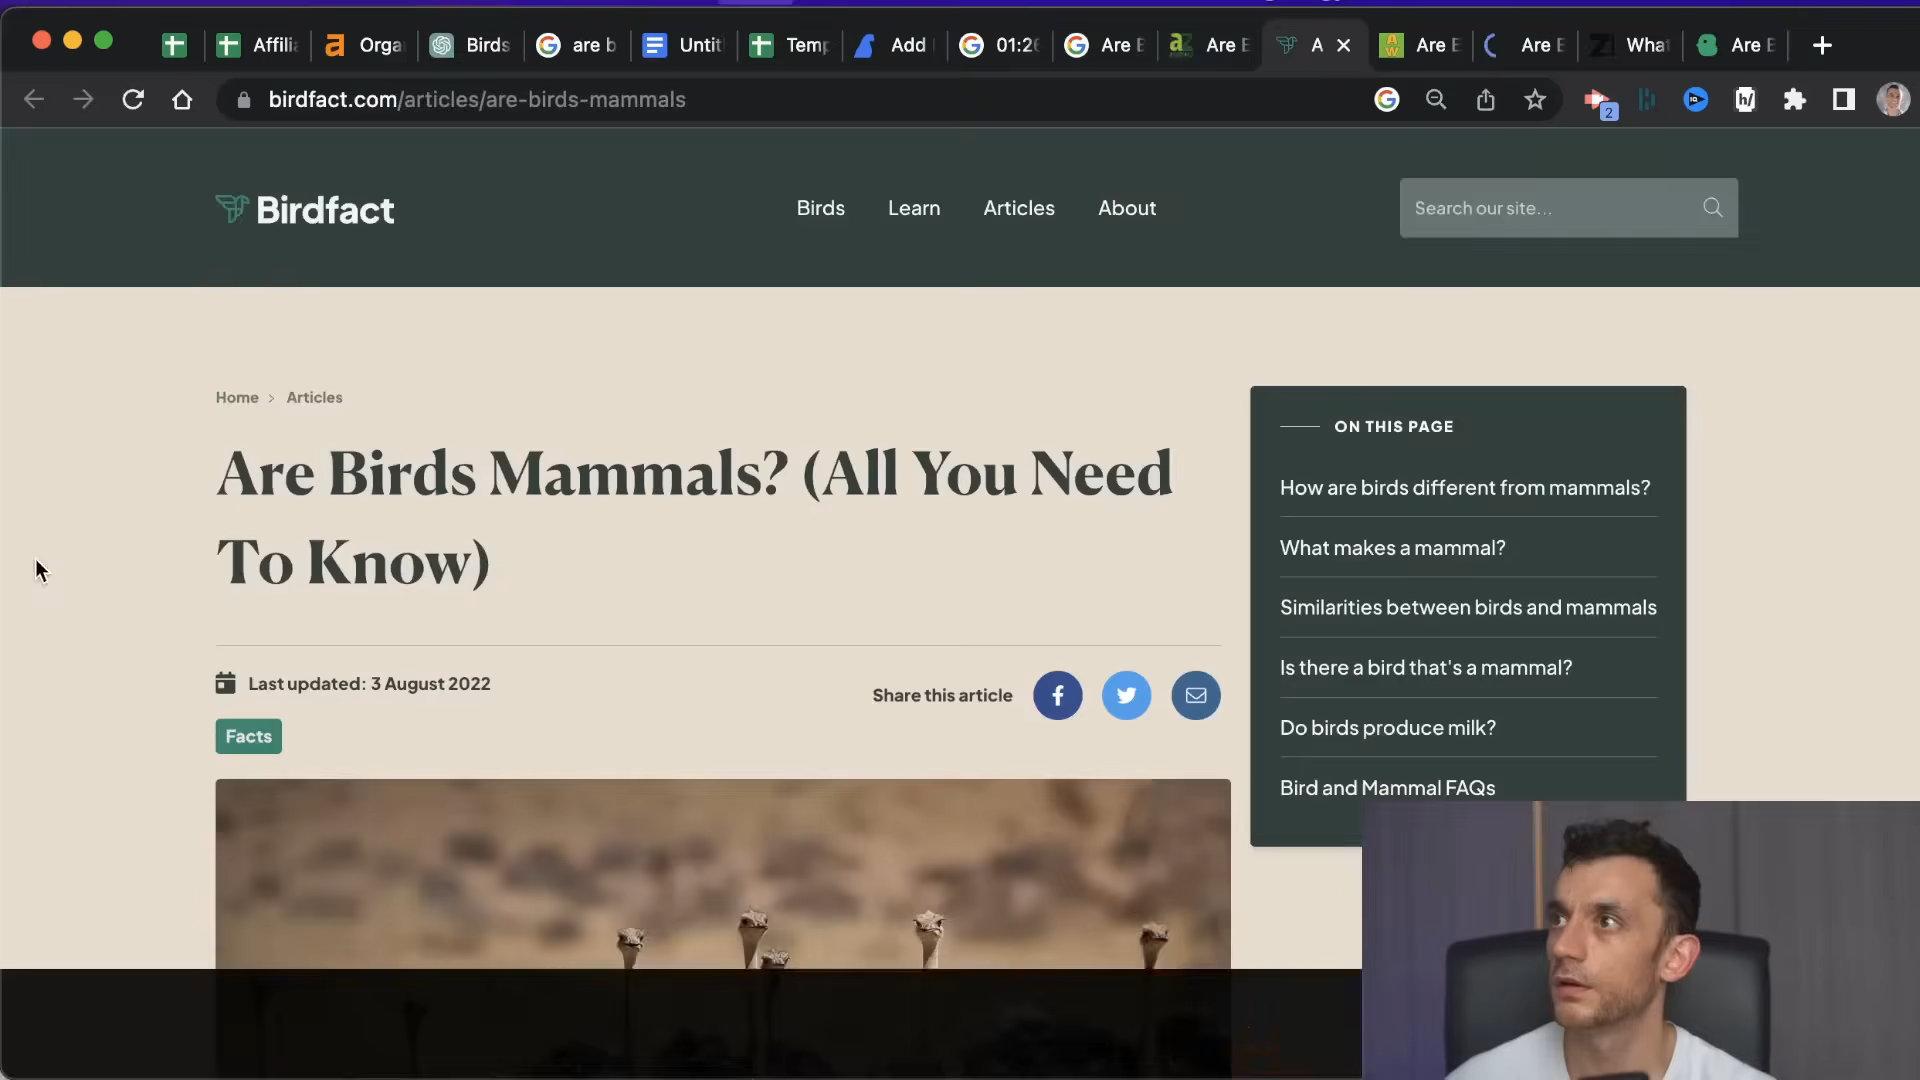 Affili
Orga
Birds
are b
Untit
Temp
Add
01:26
Are B
Are B
A
Are B
Are B
What
Are B
birdfact.com/articles/are-birds-mammals
2
Birdfact
Birds
Learn
Articles
About
Search our site...
Home > Articles
Are Birds Mammals? (All You Need
To Know)
Last updated: 3 August 2022
Share this article
Facts
ON THIS PAGE
How are birds different from mammals?
What makes a mammal?
Similarities between birds and mammals
Is there a bird that's a mammal?
Do birds produce milk?
Bird and Mammal FAQs